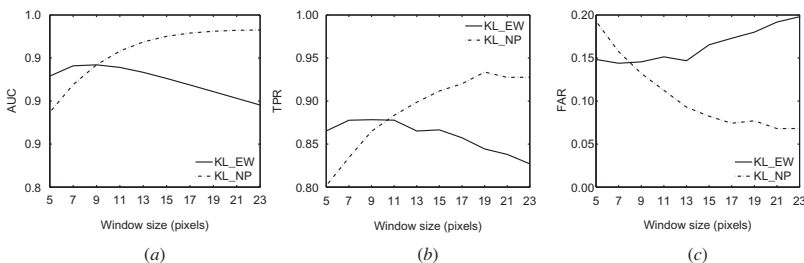 1.0
0.9
0.9
0.9
0.8
AUC
KL_EW
KL_NP
5 7 9 11 13 15 17 19 21 23
Window size (pixels)
(a)
1.00
0.95
0.90
0.85
0.80
TPR
KL_EW
KL_NP
5 7 9 11 13 15 17 19 21 23
Window size (pixels)
(b)
0.20
0.15
0.10
0.05
0.00
FAR
KL_EW
KL_NP
5 7 9 11 13 15 17 19 21 23
Window size (pixels)
(c)